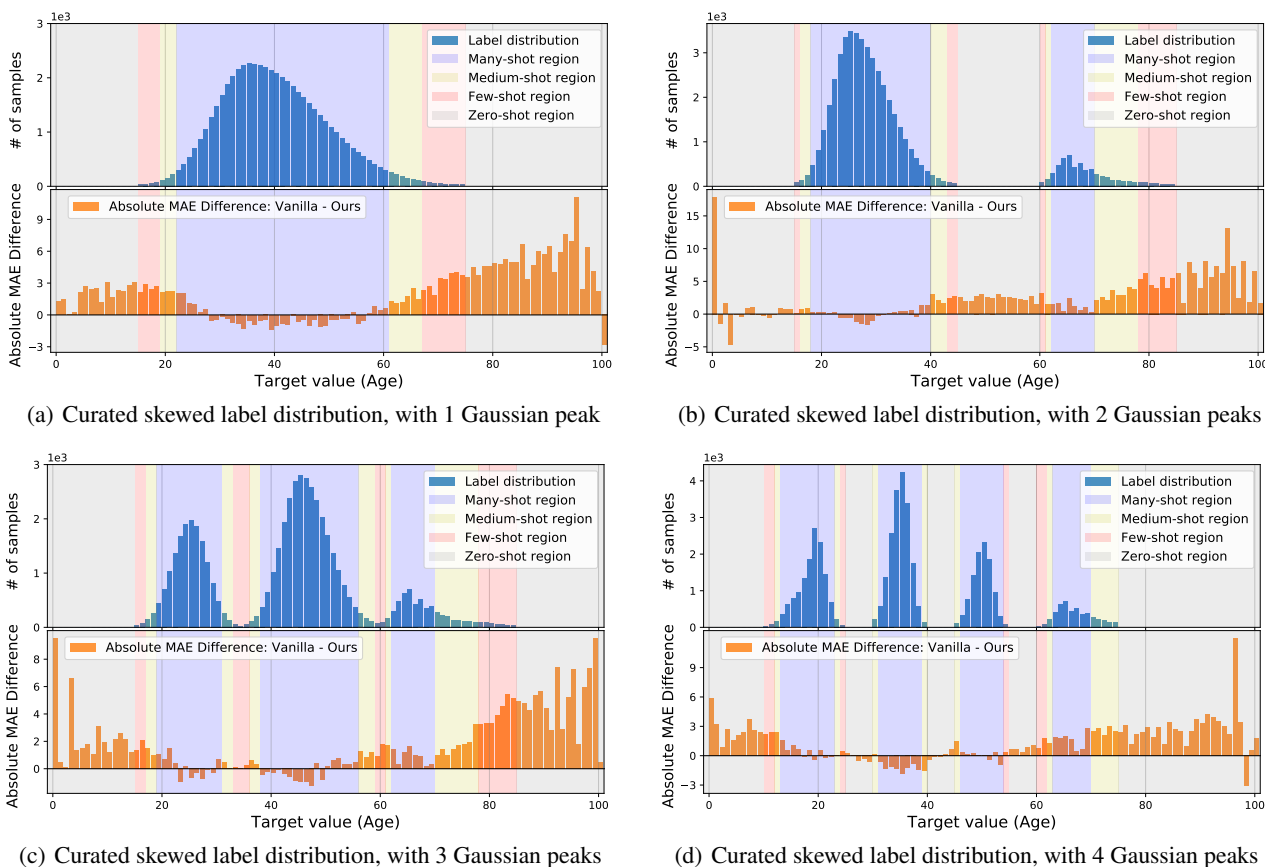 1e3
3
2
1
0
# of samples
Label distribution
Many-shot region
Medium-shot region
Few-shot region
Zero-shot region
9
6
3
0
−3
Absolute MAE Difference
Absolute MAE Difference: Vanilla - Ours
0 20 40 60 80 100
Target value (Age)
(a) Curated skewed label distribution, with 1 Gaussian peak
1e3
3
2
1
0
# of samples
Label distribution
Many-shot region
Medium-shot region
Few-shot region
Zero-shot region
15
10
5
0
−5
Absolute MAE Difference
Absolute MAE Difference: Vanilla - Ours
0 20 40 60 80 100
Target value (Age)
(b) Curated skewed label distribution, with 2 Gaussian peaks
1e3
3
2
1
0
# of samples
Label distribution
Many-shot region
Medium-shot region
Few-shot region
Zero-shot region
8
6
4
2
0
Absolute MAE Difference
Absolute MAE Difference: Vanilla - Ours
0 20 40 60 80 100
Target value (Age)
(c) Curated skewed label distribution, with 3 Gaussian peaks
1e3
4
3
2
1
0
# of samples
Label distribution
Many-shot region
Medium-shot region
Few-shot region
Zero-shot region
9
6
3
0
−3
Absolute MAE Difference
Absolute MAE Difference: Vanilla - Ours
0 20 40 60 80 100
Target value (Age)
(d) Curated skewed label distribution, with 4 Gaussian peaks